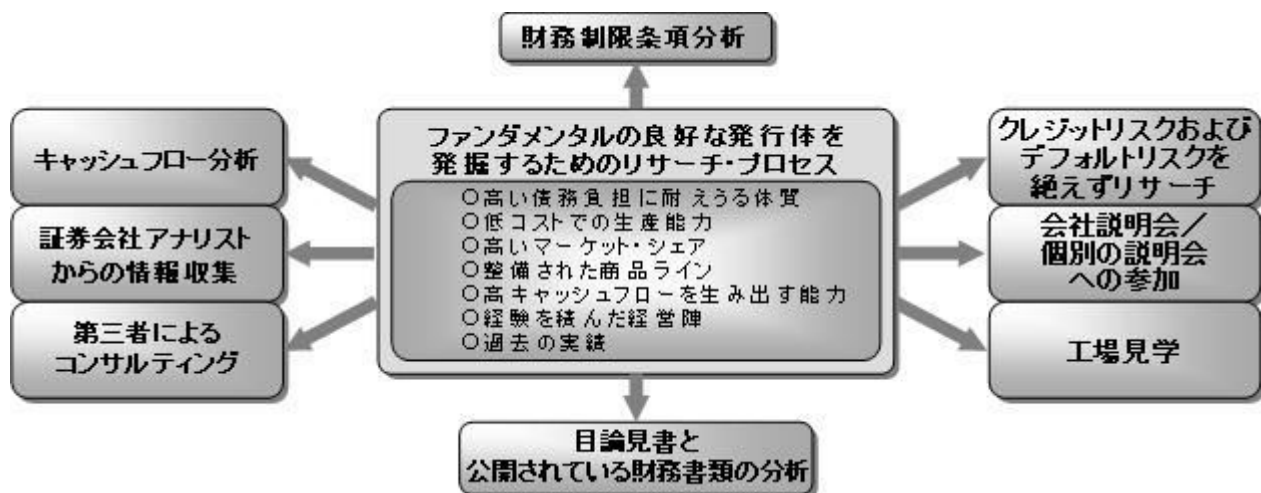 財務制限条項分析
キャッシュフロー分析
証券会社アナリスト
からの情報収集
第三者による
コンサルティング
ファンダメンタルの良好な発行体を
発掘するためのリサーチ・プロセス
○高い債務負担に耐えうる体質
○低コストでの生産能力
○高いマーケット・シェア
○整備された商品ライン
○高キャッシュフローを生み出す能力
○経験を積んだ経営陣
○過去の実績
クレジットリスクおよび
デフォルトリスクを
絶えずリサーチ
会社説明会/
個別の説明会
への参加
工場見学
目論見書と
公開されている財務書類の分析